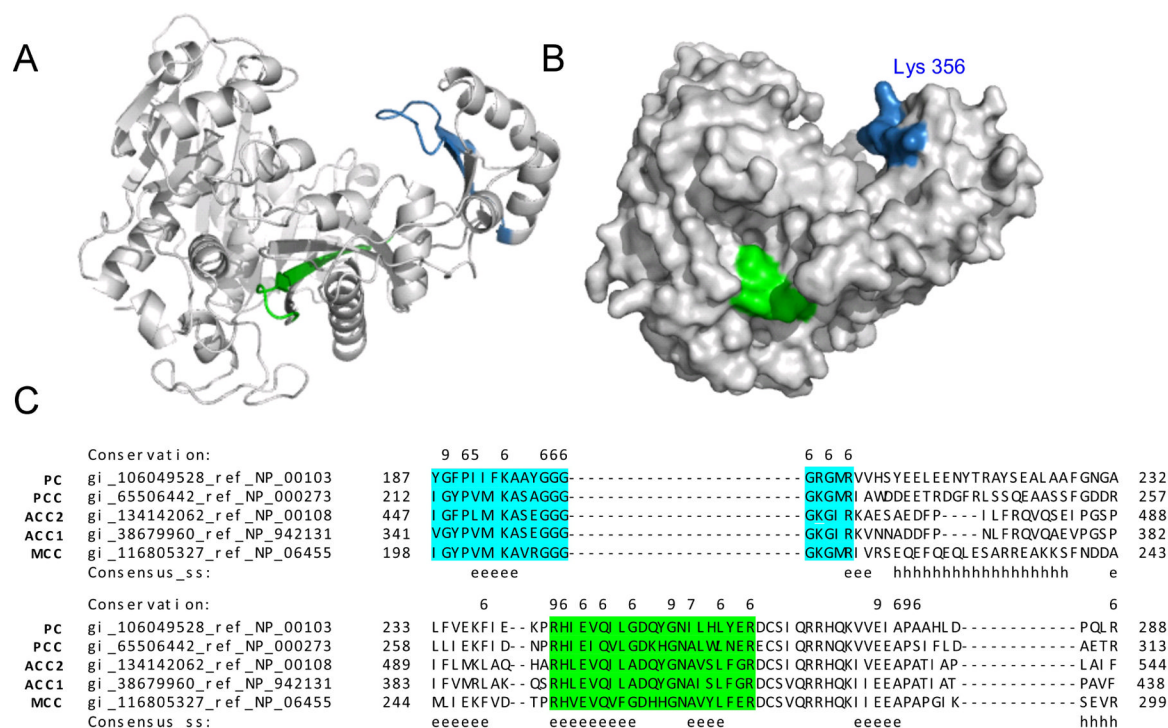 A
B
Lys 356
C
Conservation: 9 65 6 666 6 6 6
PC gi_106049528_ref_NP_00103 187 YGFPIIFKAAYGGG------------------------GRGMRVVHSYEELEENYTRAYSEALAAFGNGA 232
PCC gi_65506442_ref_NP_000273 212 IGYPVMIKASAGGG------------------------GKGMRIAWDDEETRDGFRLSSQEAASSFGDDR 257
ACC2 gi_134142062_ref_NP_00108 447 IGFPLMIKASEGGG------------------------GKGIRKAESAEDFP----ILFRQVQSEIPGSP 488
ACC1 gi_38679960_ref_NP_942131 341 VGYPVMIKASEGGG------------------------GKGIRKVNNADDFP----NLFRQVQAEVPGSP 382
MCC gi_116805327_ref_NP_06455 198 IGYPVMIKAVRGGG------------------------GKGMRIVRSEQEFQEQLESARREAKKSFNDDA 243
Consensus_ss: eeeee eee hhhhhhhhhhhhhhhhhh e
Conservation: 6 96 6 6 6 9 7 6 6 9 696 6
PC gi_106049528_ref_NP_00103 233 LFVEKFIE--KPRHIEVQILGDQYGNILHLYERDCSIQRRHQKVVEIAPAAHLD------------PQLR 288
PCC gi_65506442_ref_NP_000273 258 LLIEKFID--NPRHIEIQVLGDKHGNALWLNERECSIQRRNQKVVEEAPSIFLD------------AETR 313
ACC2 gi_134142062_ref_NP_00108 489 IFLMKLAQ--HARHLEVQILADQYGNAVSLFGRDCSIQRRHQKIVEEAPATIAP------------LAIF 544
ACC1 gi_38679960_ref_NP_942131 383 IFVMRLAK--QSRHLEVQILADQYGNAISLFGRDCSVQRRHQKIIEEAPATIAT------------PAVF 438
MCC gi_116805327_ref_NP_06455 244 MLIEKFVD--TPRHVEVQVFGDHHGNAVYLFERDCSVQRRHQKIIEEAPAPGIK------------SEVR 299
Consensus_ss: eeeeee eeeeeeeee eeee eeeee hhhh